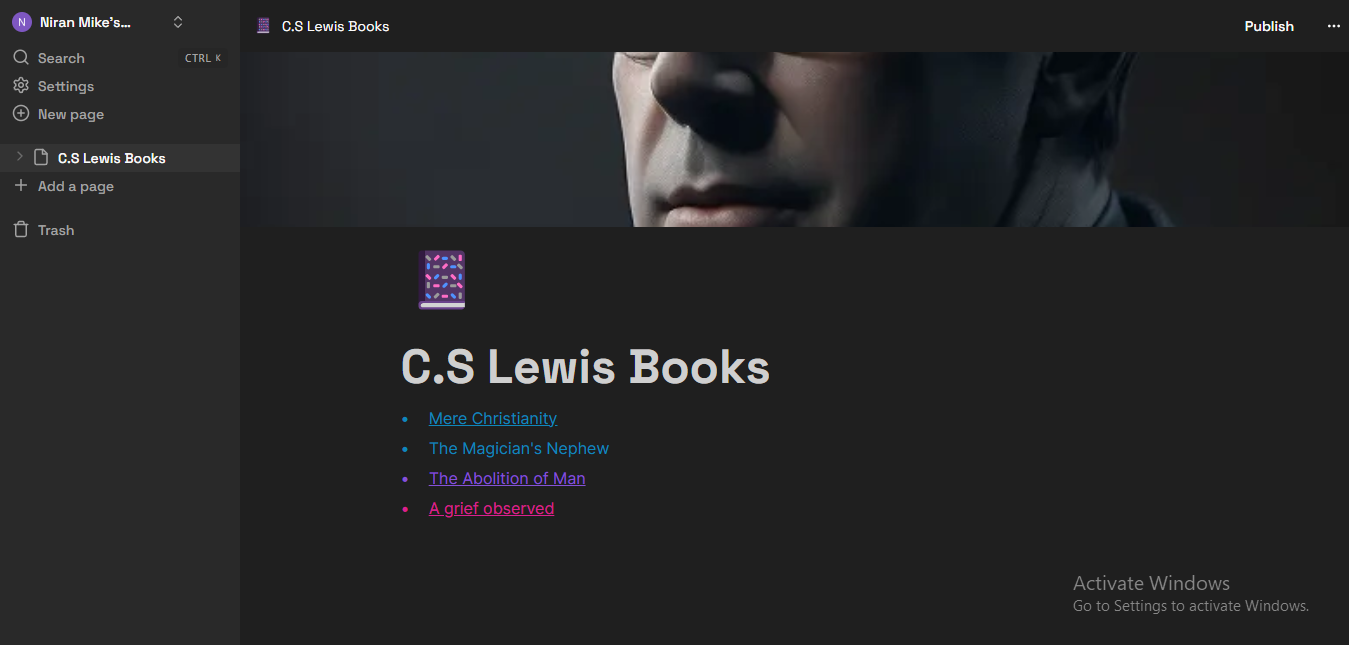 N Niran Mike's...
Search CTRL K
Settings
New page
C.S Lewis Books
Add a page
Trash
C.S Lewis Books
Publish
C.S Lewis Books
• Mere Christianity
• The Magician's Nephew
• The Abolition of Man
• A grief observed
Activate Windows
Go to Settings to activate Windows.